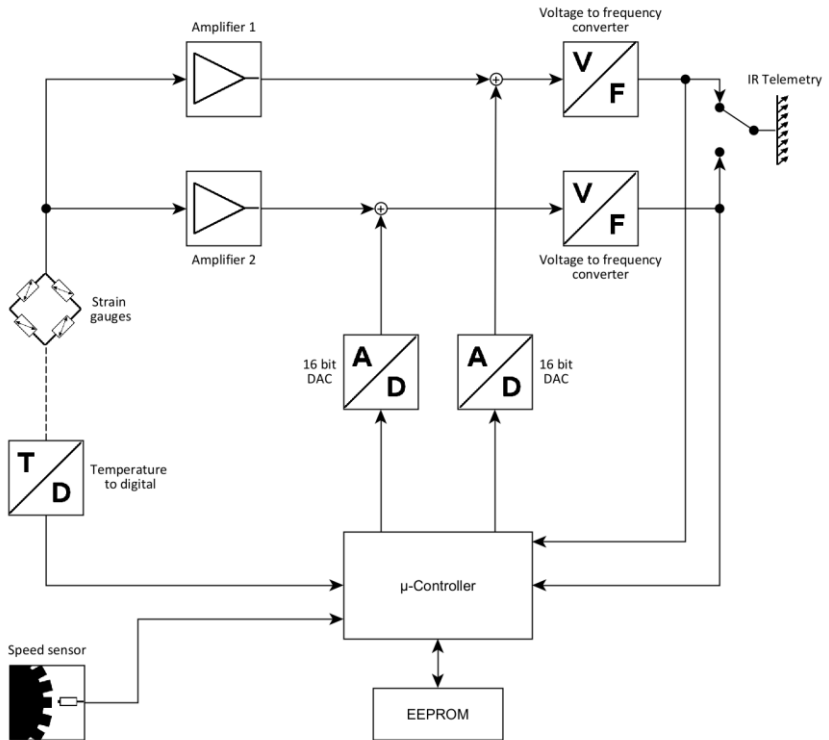 Amplifier 1
Voltage to frequency
converter
V
F
IR Telemetry
V
F
Amplifier 2
Voltage to frequency
converter
Strain
gauges
16 bit
DAC
A
D
A
D
16 bit
DAC
T
D
Temperature
to digital
μ-Controller
Speed sensor
EEPROM